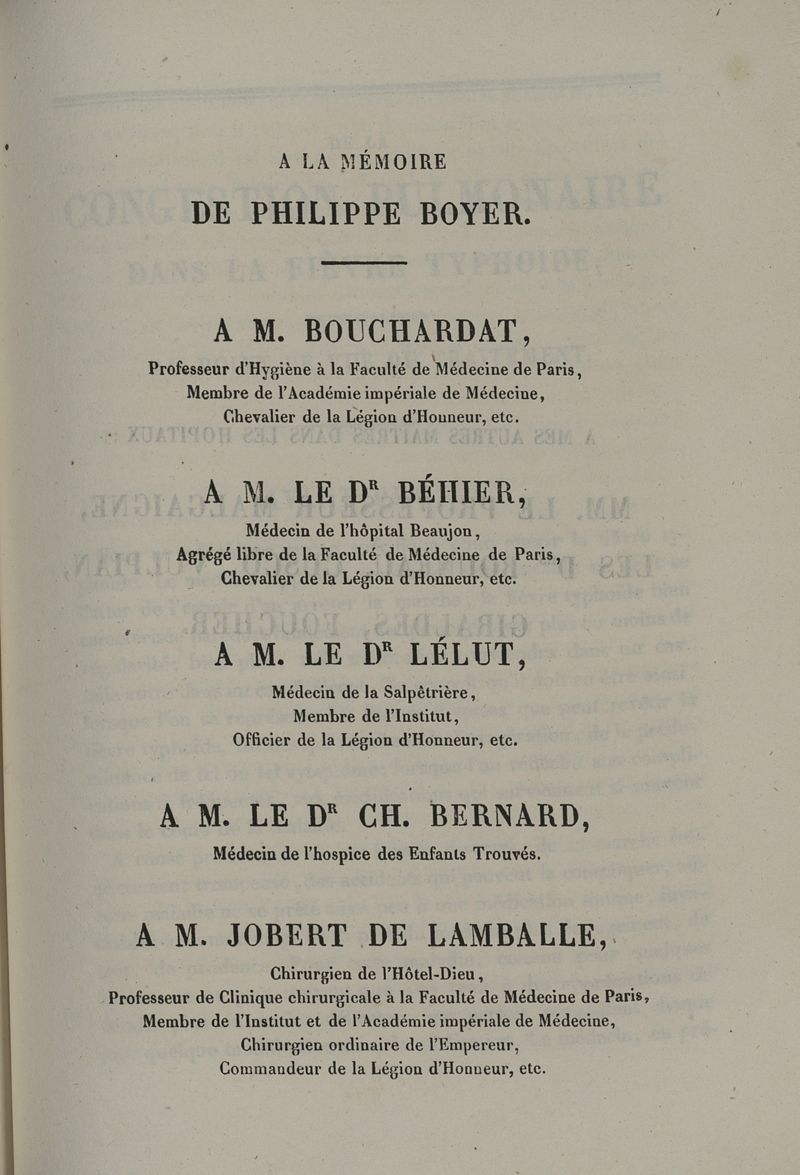 A LA MÉMOIRE
DE PHILIPPE BOYER.
A M. BOUCHARDAT,
Professeur d'Hygiène à la Faculté de Médecine de Paris,
Membre de l'Académie impériale de Médecine,
Chevalier de la Légion d'Honneur, etc.
A M. LE DR BÉHIER,
Médecin de l'hôpital Beaujon,
Agrégé libre de la Faculté de Médecine de Paris,
Chevalier de la Légion d'Honneur, etc.
A M. LE DR LÉLUT,
Médecin de la Salpêtrière,
Membre de l'Institut,
Officier de la Légion d'Honneur, etc.
A M. LE DR CH. BERNARD,
Médecin de l'hospice des Enfants Trouvés.
A M. JOBERT DE LAMBALLE,
Chirurgien de l'Hôtel-Dieu,
Professeur de Clinique chirurgicale à la Faculté de Médecine de Paris,
Membre de l'Institut et de l'Académie impériale de Médecine,
Chirurgien ordinaire de l'Empereur,
Commandeur de la Légion d'Honneur, etc.